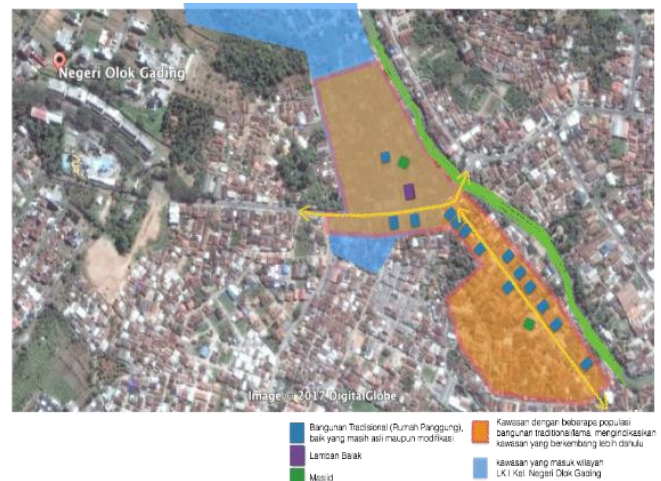 Negeri Olok Gading
Image © 2017 DigitalGlobe
Bangunan Tradisional (Rumah Panggung),
baik yang masih asli maupun modifikasi
Lamban Balak
Masjid
Kawasan dengan beberapa populasi
bangunan traditional/lama, mengindikasikan
kawasan yang berkembang lebih dahulu
kawasan yang masuk wilayah
LK I Kel. Negeri Olok Gading